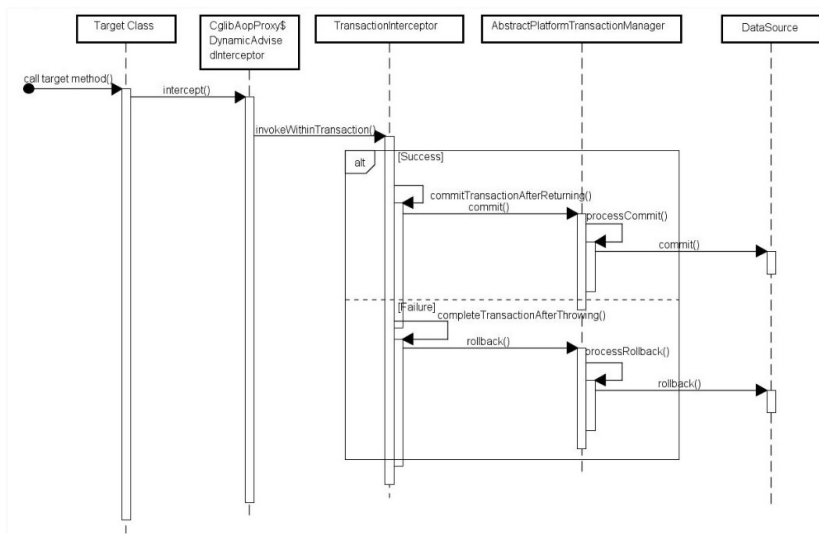 Target Class
CglibAopProxy$
DynamicAdvise
dInterceptor
TransactionInterceptor
AbstractPlatformTransactionManager
DataSource
call target method()
intercept()
invokeWithinTransaction()
alt
[Success]
commitTransactionAfterReturning()
commit()
processCommit()
commit()
[Failure]
completeTransactionAfterThrowing()
rollback()
processRollback()
rollback()